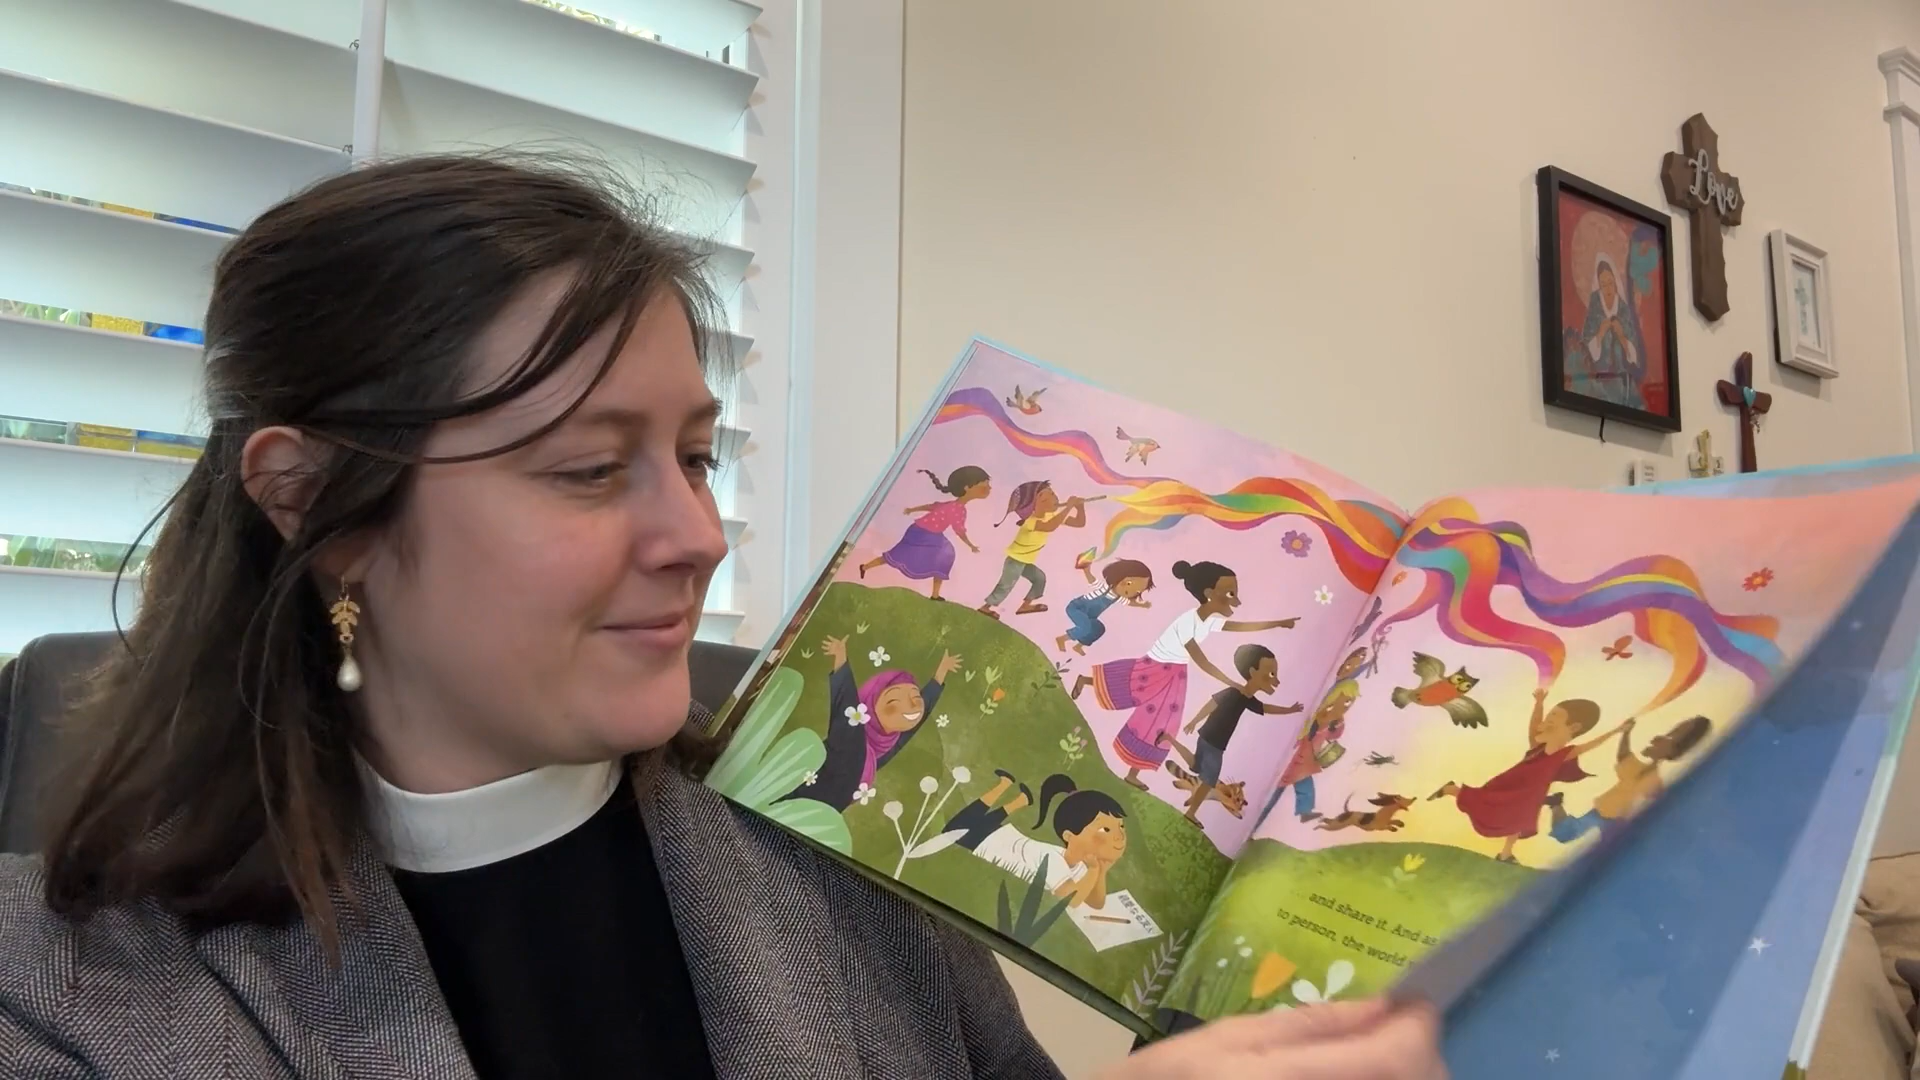 Love
. . . and share it. And as
to person, the world